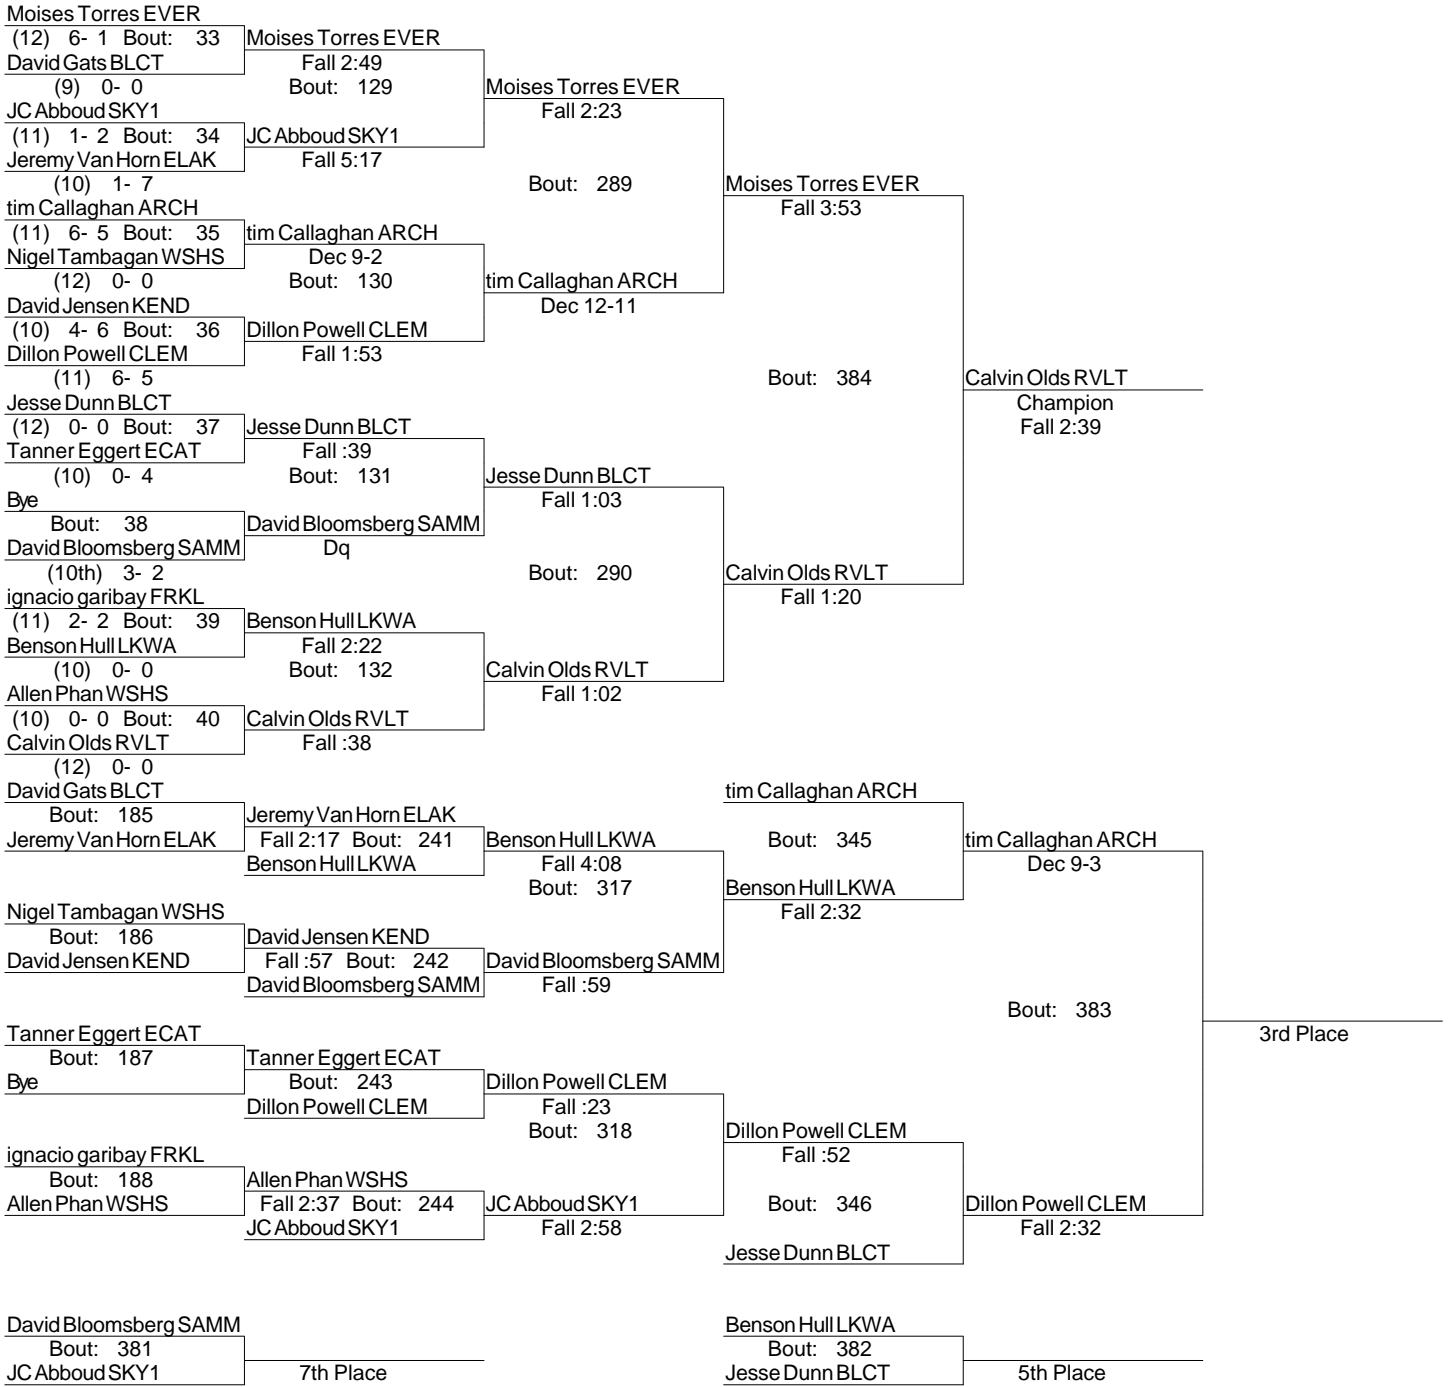 Moises Torres EVER
(12) 6- 1 Bout: 33 Moises Torres EVER
David Gats BLCT Fall 2:49
(9) 0- 0 Bout: 129 Moises Torres EVER
JC Abboud SKY1 Fall 2:23
(11) 1- 2 Bout: 34 JC Abboud SKY1
Jeremy Van Horn ELAK Fall 5:17
(10) 1- 7 Bout: 289 Moises Torres EVER
tim Callaghan ARCH Fall 3:53
(11) 6- 5 Bout: 35 tim Callaghan ARCH
Nigel Tambagan WSHS Dec 9-2
(12) 0- 0 Bout: 130 tim Callaghan ARCH
David Jensen KEND Dec 12-11
(10) 4- 6 Bout: 36 Dillon Powell CLEM
Dillon Powell CLEM Fall 1:53
(11) 6- 5 Bout: 384 Calvin Olds RVLT
Jesse Dunn BLCT Champion
(12) 0- 0 Bout: 37 Jesse Dunn BLCT Fall 2:39
Tanner Eggert ECAT Fall :39
(10) 0- 4 Bout: 131 Jesse Dunn BLCT
Bye Fall 1:03
Bout: 38 David Bloomsberg SAMM
David Bloomsberg SAMM Dq
(10th) 3- 2 Bout: 290 Calvin Olds RVLT
ignacio garibay FRKL Fall 1:20
(11) 2- 2 Bout: 39 Benson Hull LKWA
Benson Hull LKWA Fall 2:22
(10) 0- 0 Bout: 132 Calvin Olds RVLT
Allen Phan WSHS Fall 1:02
(10) 0- 0 Bout: 40 Calvin Olds RVLT
Calvin Olds RVLT Fall :38
(12) 0- 0
David Gats BLCT tim Callaghan ARCH
Bout: 185 Jeremy Van Horn ELAK
Jeremy Van Horn ELAK Fall 2:17 Bout: 241 Benson Hull LKWA Bout: 345 tim Callaghan ARCH
Benson Hull LKWA Fall 4:08 Dec 9-3
Bout: 317 Benson Hull LKWA
Nigel Tambagan WSHS Fall 2:32
Bout: 186 David Jensen KEND
David Jensen KEND Fall :57 Bout: 242 David Bloomsberg SAMM
David Bloomsberg SAMM Fall :59
Bout: 383
Tanner Eggert ECAT 3rd Place
Bout: 187 Tanner Eggert ECAT
Bye Bout: 243 Dillon Powell CLEM
Dillon Powell CLEM Fall :23
Bout: 318 Dillon Powell CLEM
ignacio garibay FRKL Fall :52
Bout: 188 Allen Phan WSHS
Allen Phan WSHS Fall 2:37 Bout: 244 JC Abboud SKY1 Bout: 346 Dillon Powell CLEM
JC Abboud SKY1 Fall 2:58 Fall 2:32
Jesse Dunn BLCT
David Bloomsberg SAMM Benson Hull LKWA
Bout: 381 Bout: 382
JC Abboud SKY1 7th Place Jesse Dunn BLCT 5th Place